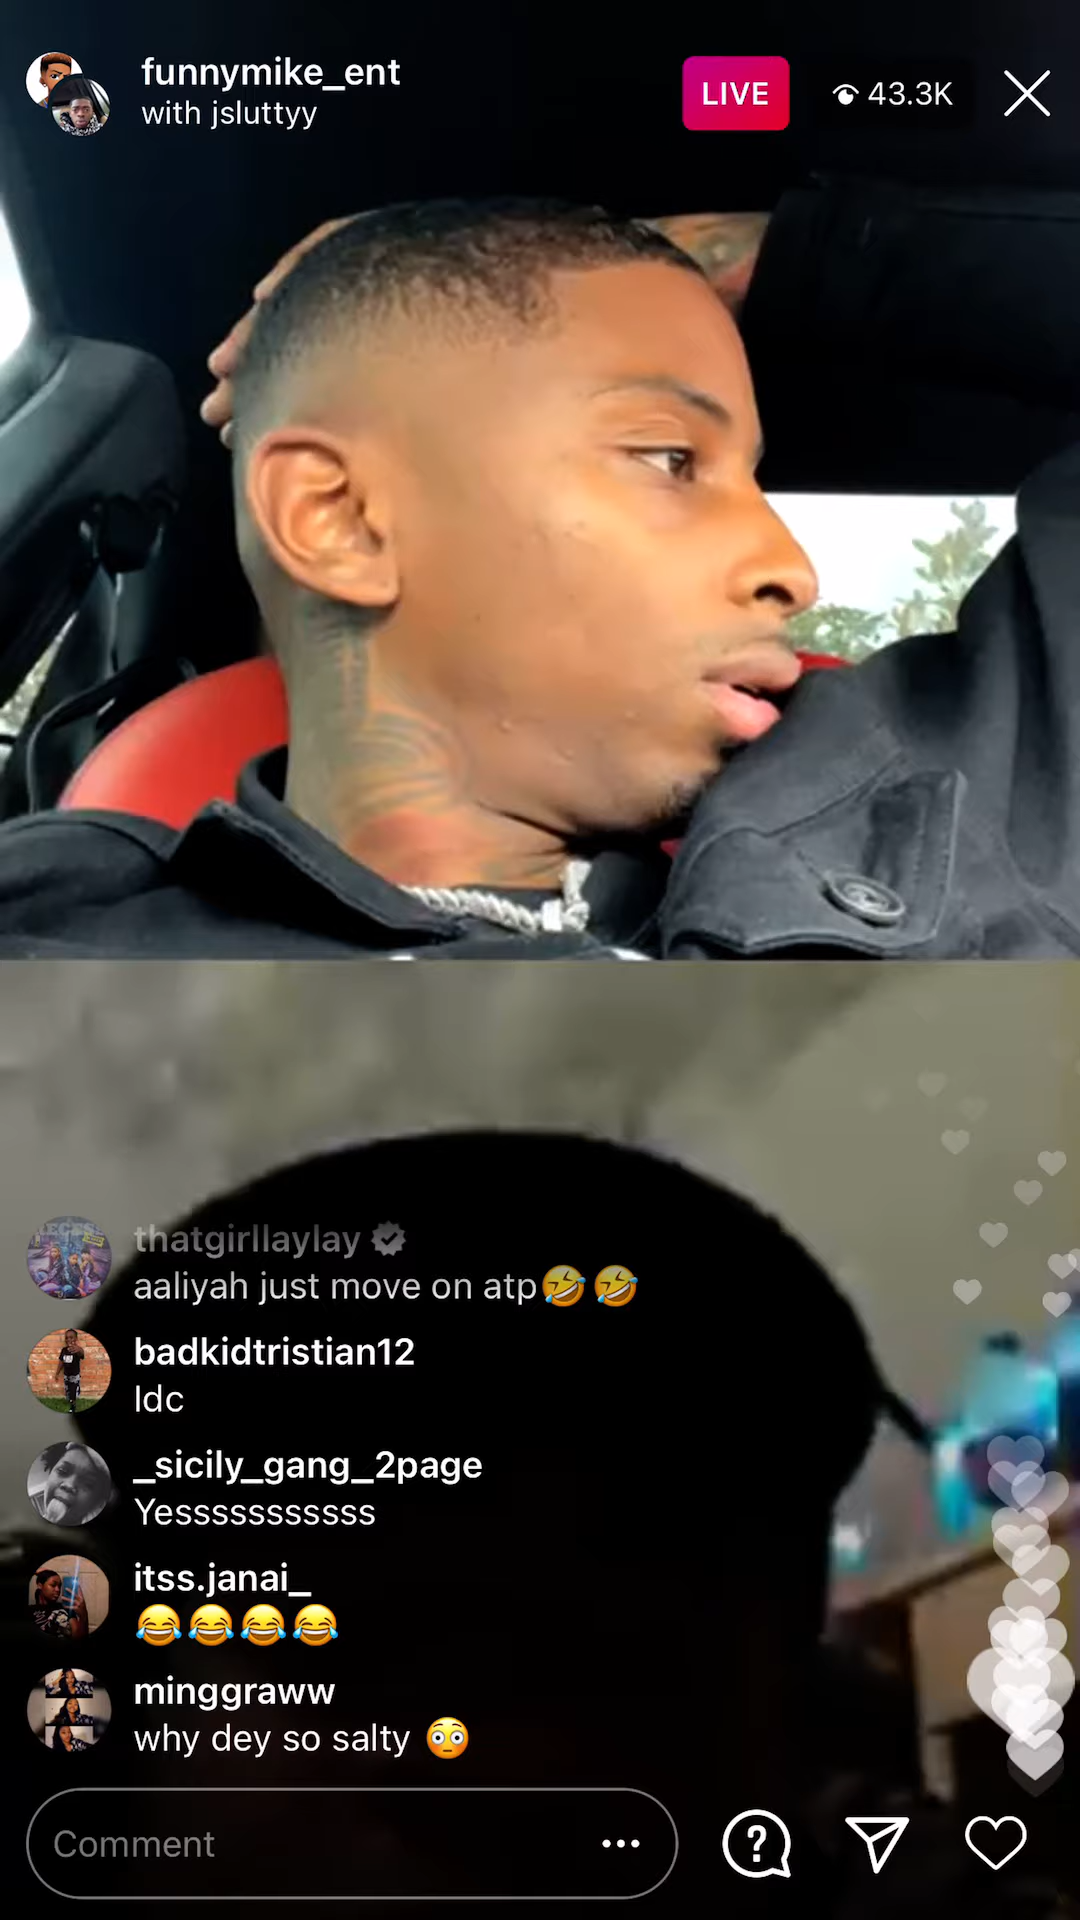 funnymike_ent
with jsluttyy
LIVE
43.3K
thatgirllaylay
aaliyah just move on atp🤣🤣
badkidtristian12
Idc
_sicily_gang_2page
Yesssssssssss
itss.janai_
😂😂😂😂
minggraww
why dey so salty 😳
Comment